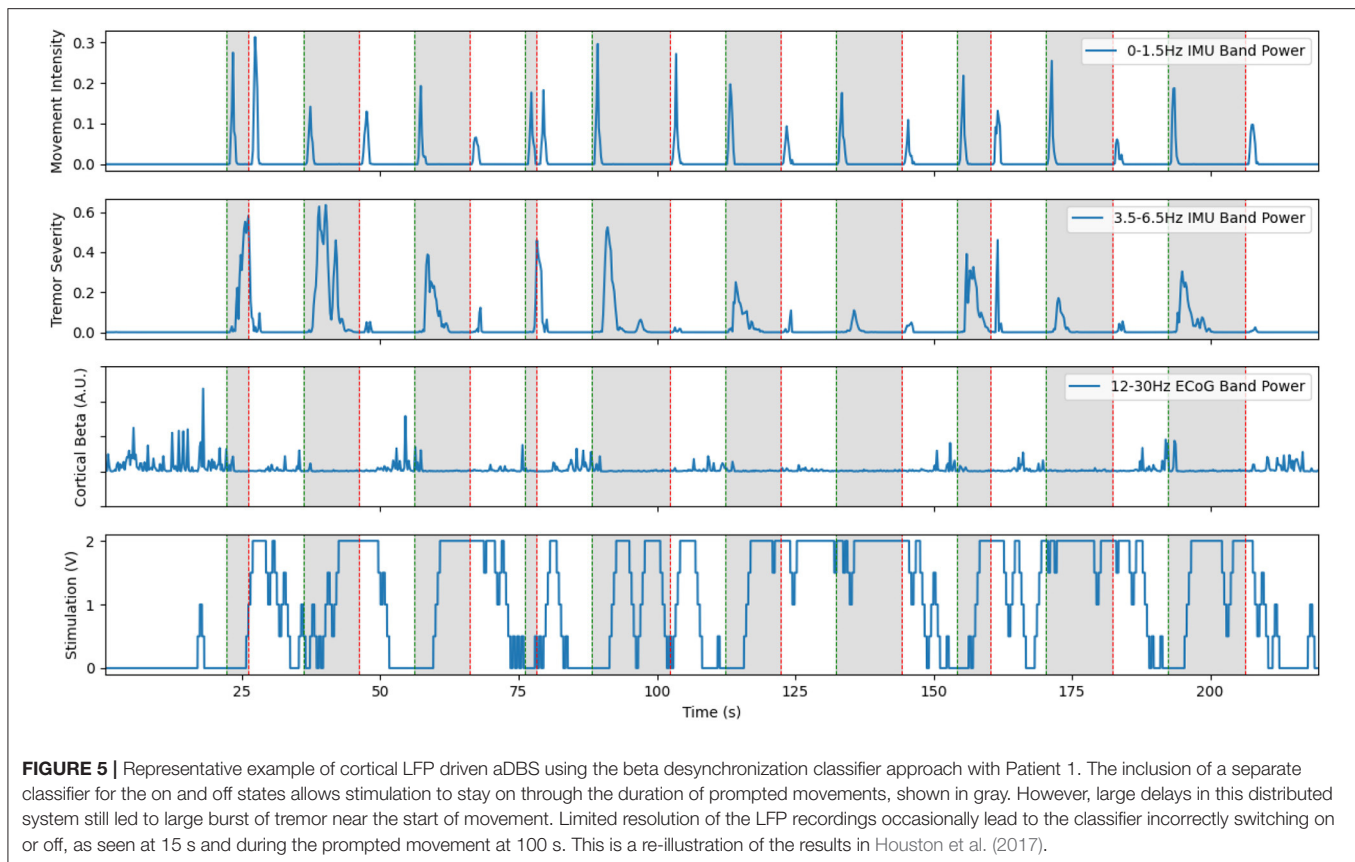 0.3
0.2
0.1
0.0
Movement Intensity
0-1.5Hz IMU Band Power
0.6
0.4
0.2
0.0
Tremor Severity
3.5-6.5Hz IMU Band Power
Cortical Beta (A.U.)
12-30Hz ECoG Band Power
2
1
0
Stimulation (V)
25 50 75 100 125 150 175 200
Time (s)
FIGURE 5 | Representative example of cortical LFP driven aDBS using the beta desynchronization classifier approach with Patient 1. The inclusion of a separate
classifier for the on and off states allows stimulation to stay on through the duration of prompted movements, shown in gray. However, large delays in this distributed
system still led to large burst of tremor near the start of movement. Limited resolution of the LFP recordings occasionally lead to the classifier incorrectly switching on
or off, as seen at 15 s and during the prompted movement at 100 s. This is a re-illustration of the results in Houston et al. (2017).